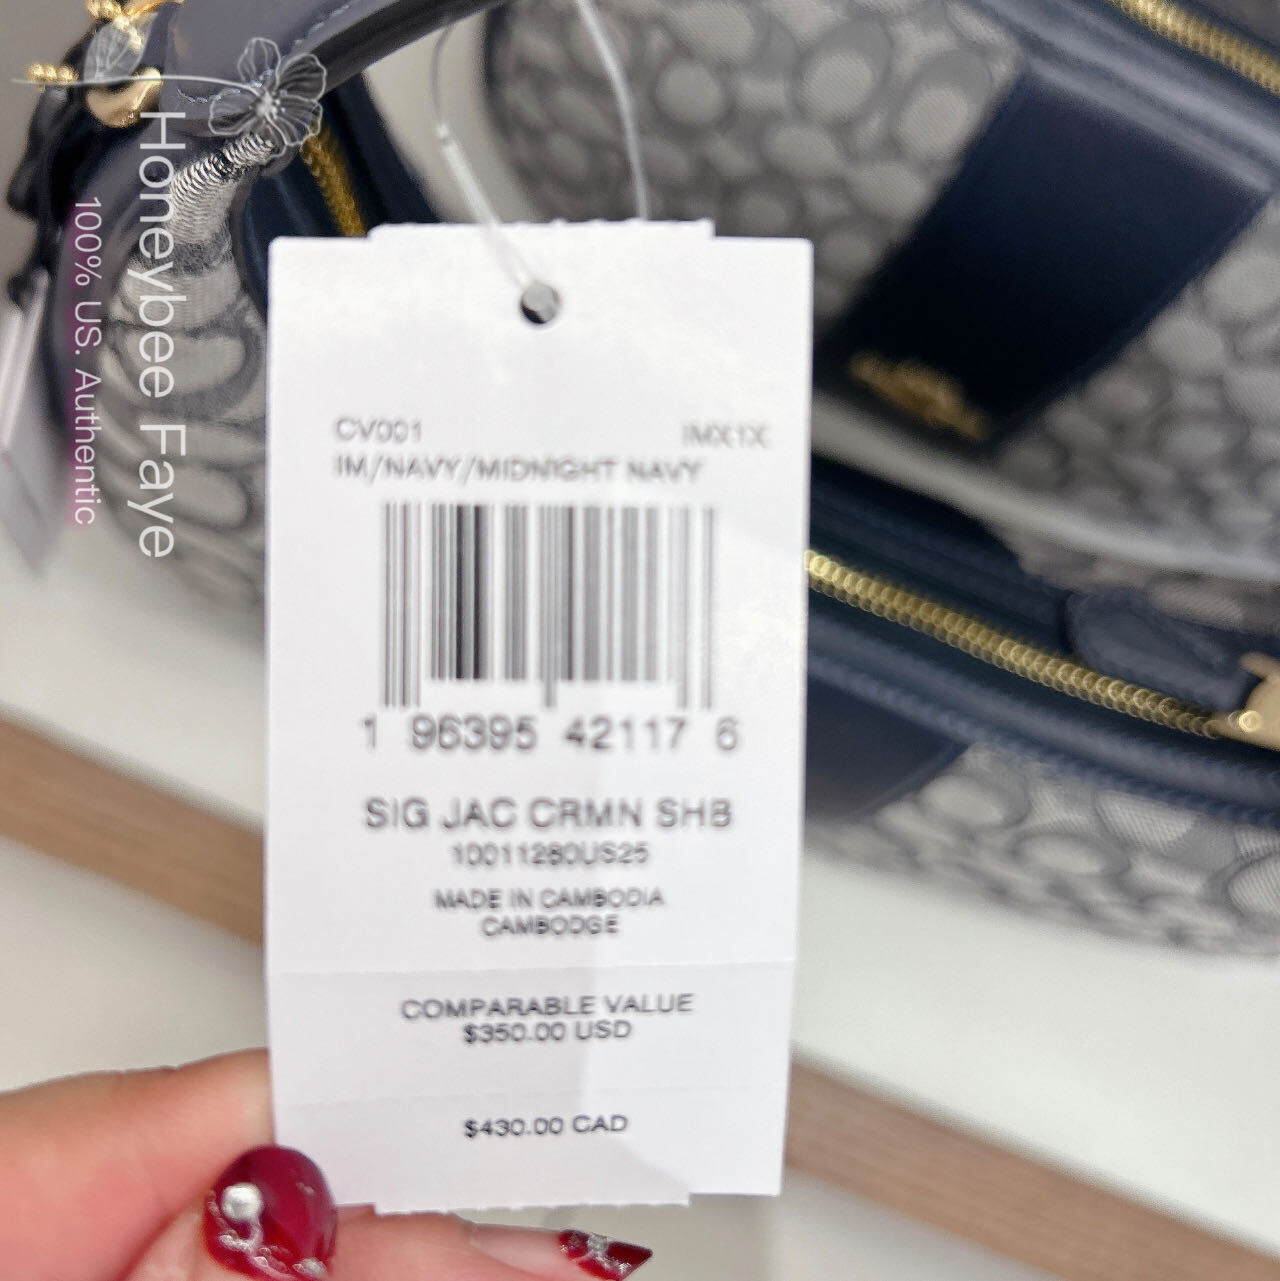 Honeybee Faye
100% US. Authentic
CV001 IMX1X
IM/NAVY/MIDNIGHT NAVY
1 96395 42117 6
SIG JAC CRMN SHB
10011280US25
MADE IN CAMBODIA
CAMBODGE
COMPARABLE VALUE
$350.00 USD
$430.00 CAD